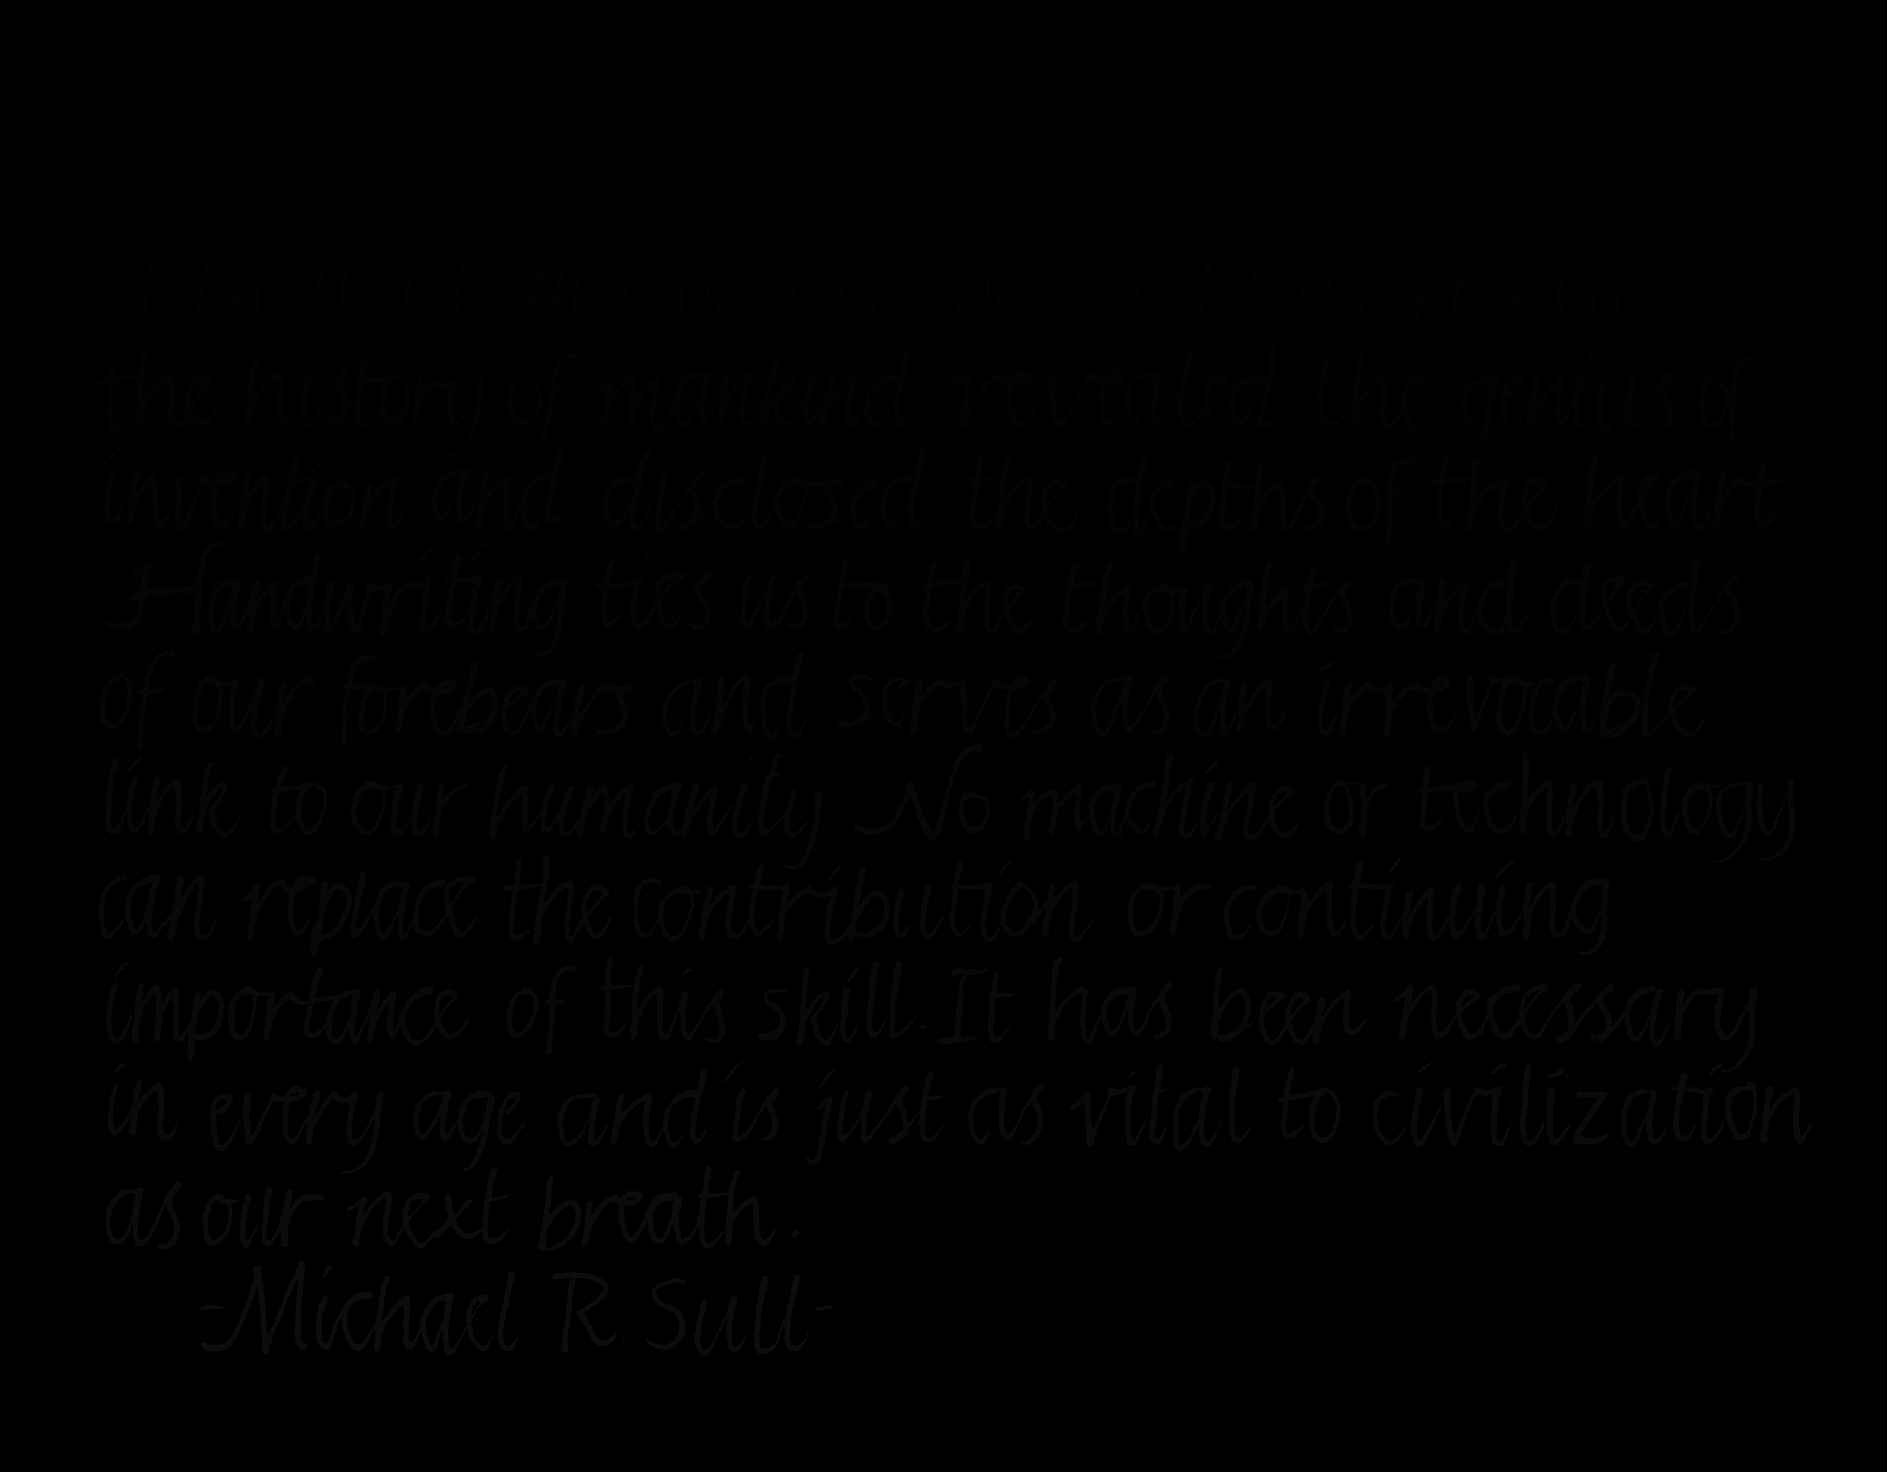 HANDWRITING that action of emotion
of thought and of decision that has recorded
the history of mankind, revealed the genius of
invention and disclosed the depths of the heart.
Handwriting ties us to the thoughts and deeds
of our forebears and serves as an irrevocable
link to our humanity. No machine or technology
can replace the contribution or continuing
importance of this skill. It has been necessary
in every age and is just as vital to civilization
as our next breath.
-Michael R. Sull-